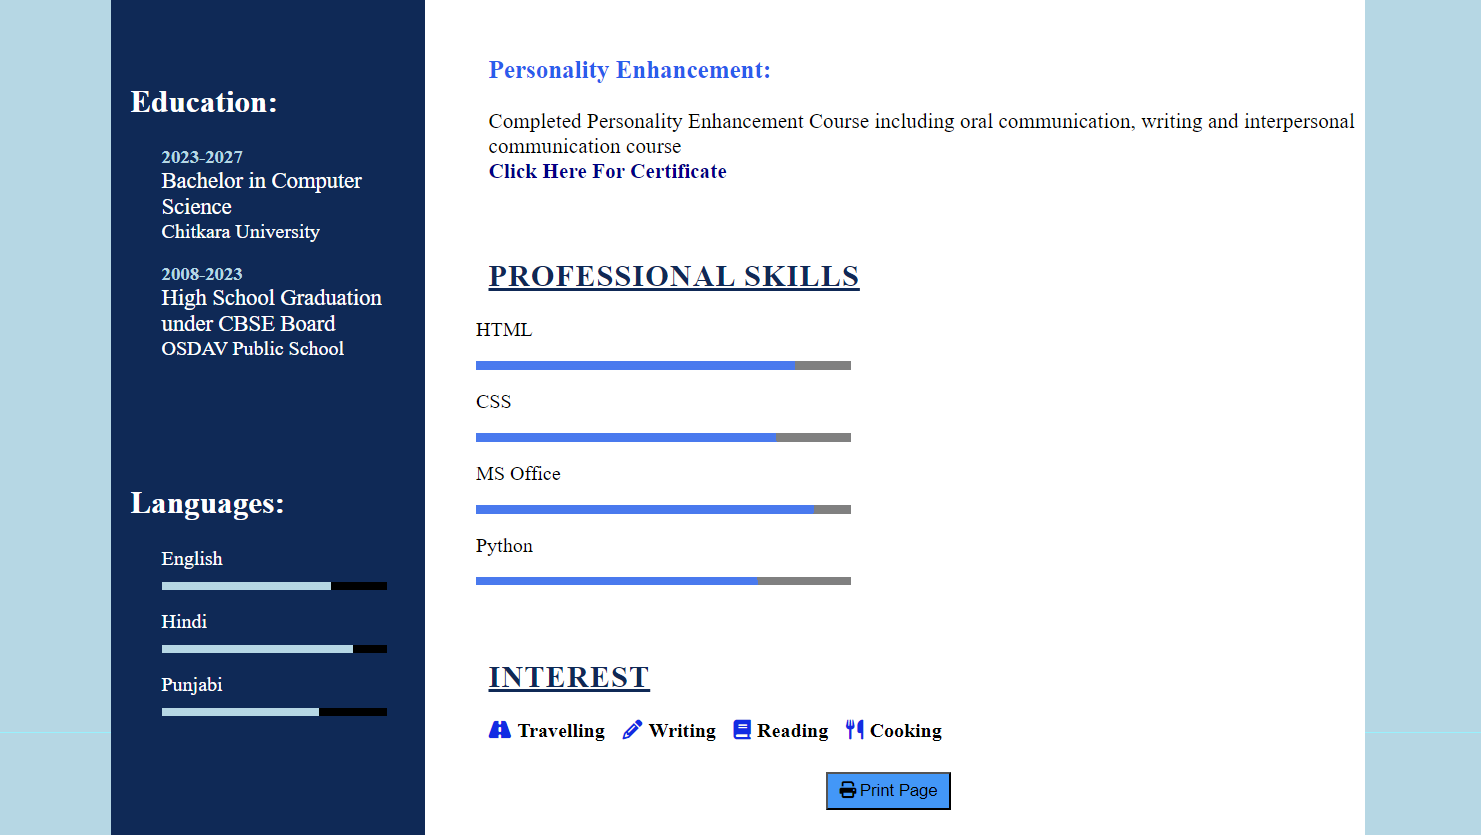 Education:
2023-2027
Bachelor in Computer
Science
Chitkara University
2008-2023
High School Graduation
under CBSE Board
OSDAV Public School
Languages:
English
Hindi
Punjabi
Personality Enhancement:
Completed Personality Enhancement Course including oral communication, writing and interpersonal
communication course
Click Here For Certificate
PROFESSIONAL SKILLS
HTML
CSS
MS Office
Python
INTEREST
Travelling Writing Reading Cooking
Print Page